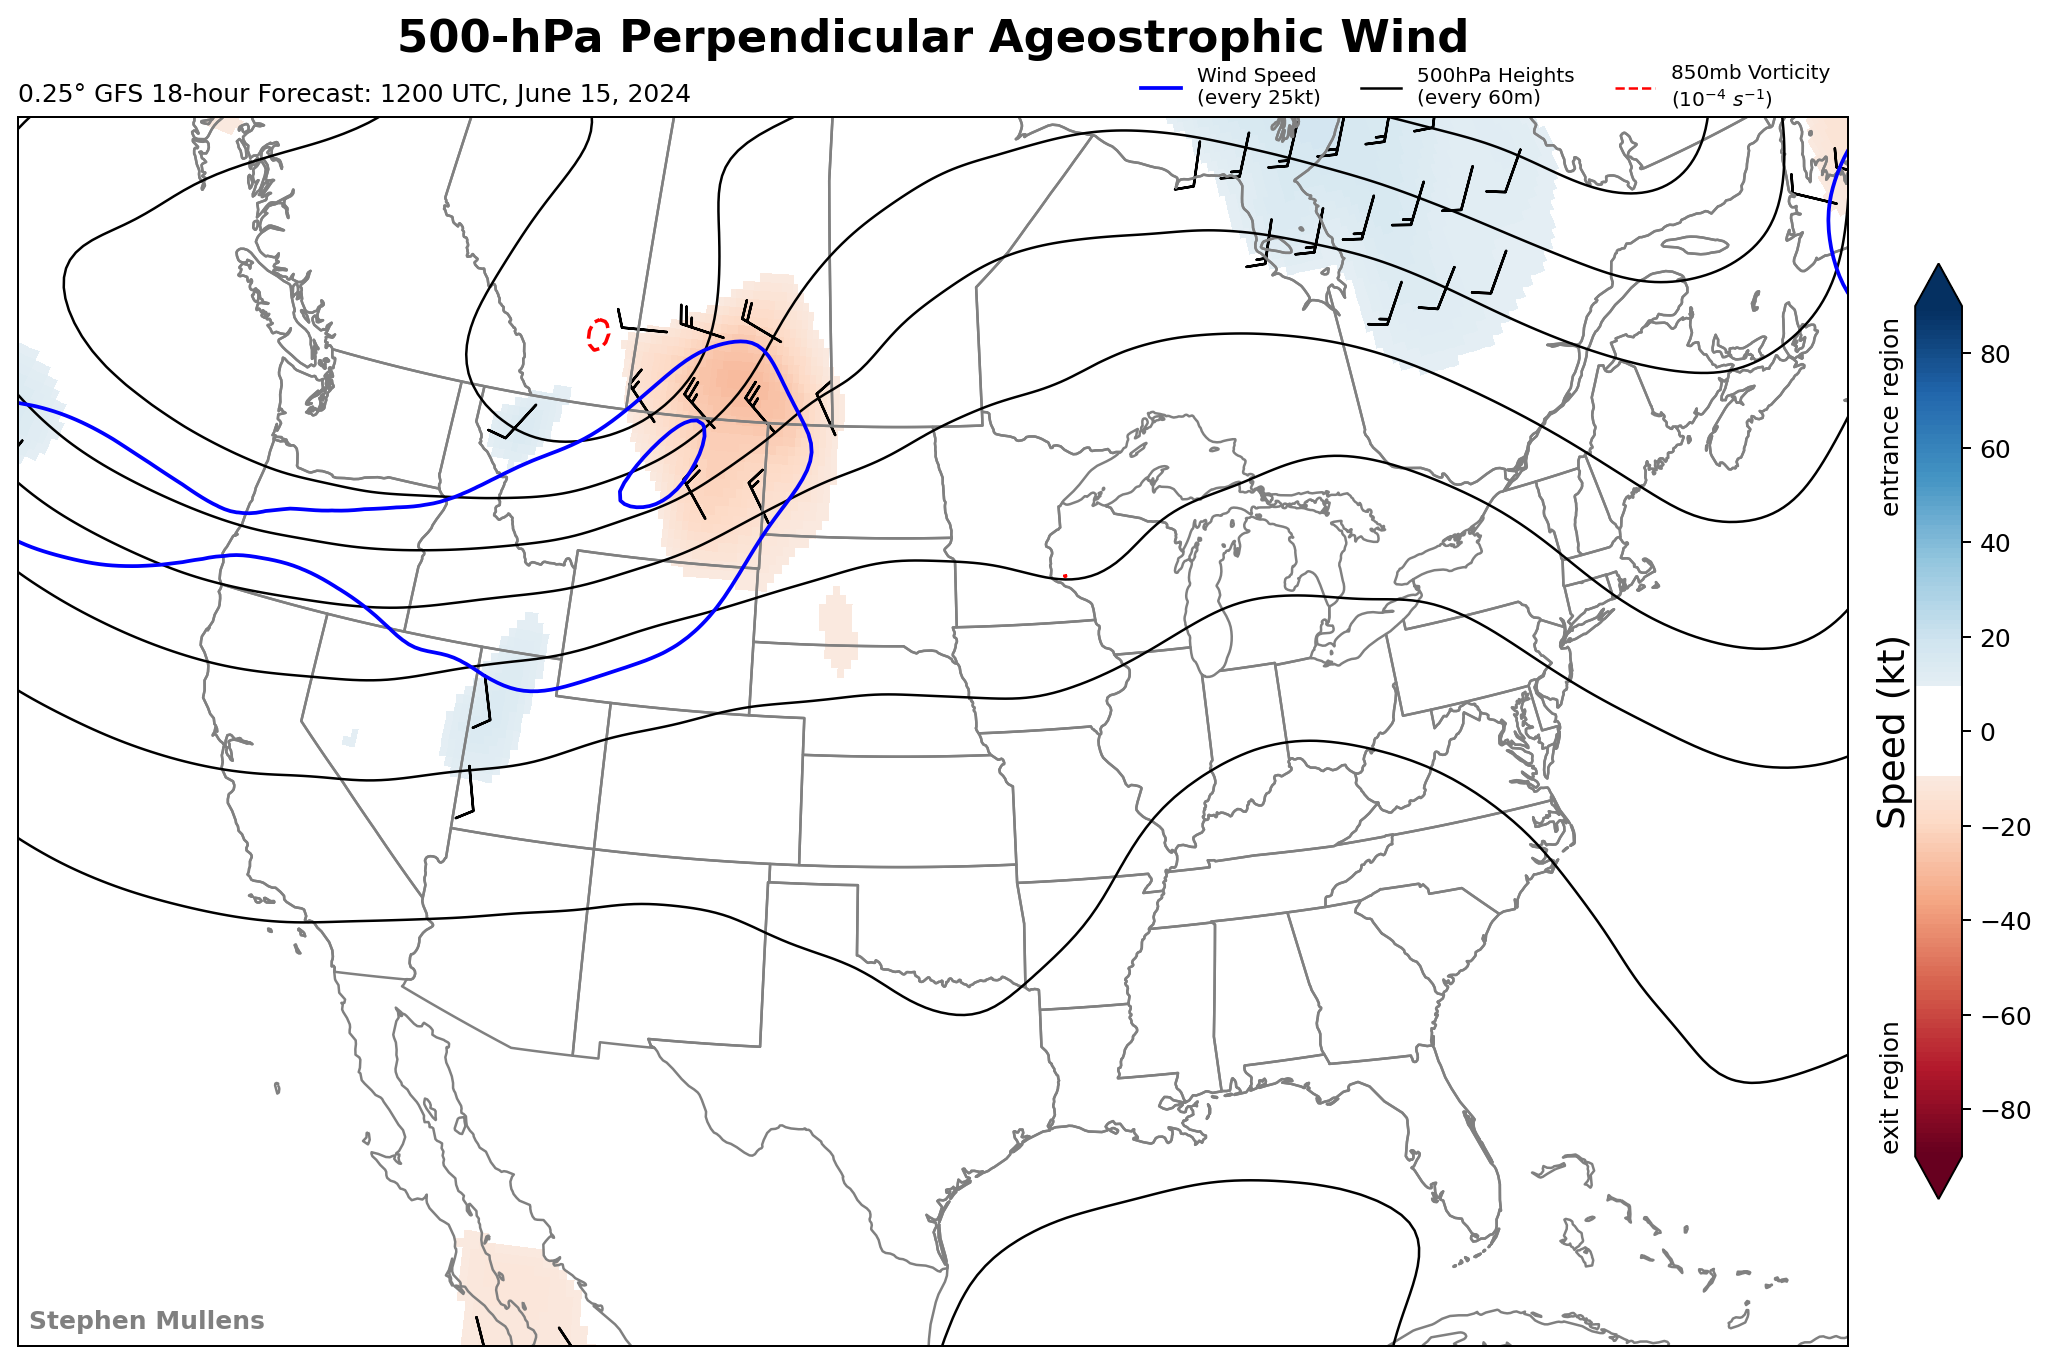 500-hPa Perpendicular Ageostrophic Wind
0.25° GFS 18-hour Forecast: 1200 UTC, June 15, 2024
Wind Speed
(every 25kt)
500hPa Heights
(every 60m)
850mb Vorticity
(10⁻⁴ s⁻¹)
entrance region
Speed (kt)
exit region
80
60
40
20
0
−20
−40
−60
−80
Stephen Mullens